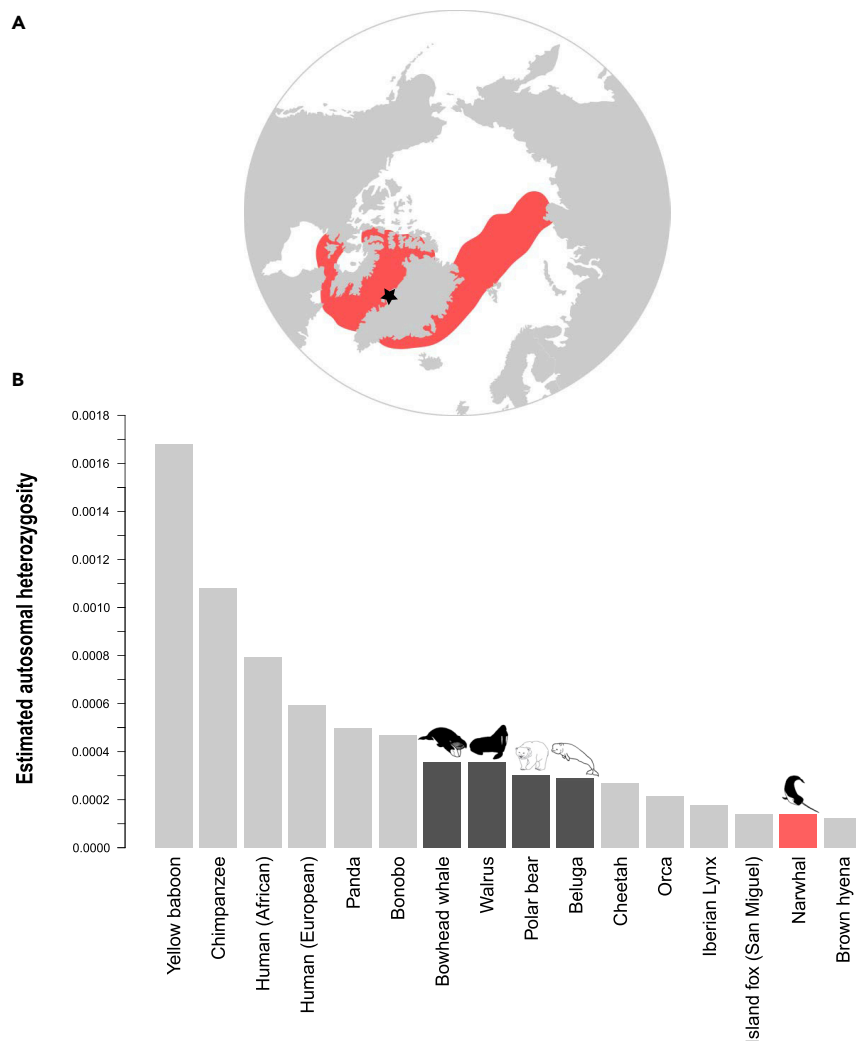 A
B
Estimated autosomal heterozygosity
0.0018
0.0016
0.0014
0.0012
0.0010
0.0008
0.0006
0.0004
0.0002
0.0000
Yellow baboon
Chimpanzee
Human (African)
Human (European)
Panda
Bonobo
Bowhead whale
Walrus
Polar bear
Beluga
Cheetah
Orca
Iberian Lynx
Island fox (San Miguel)
Narwhal
Brown hyena